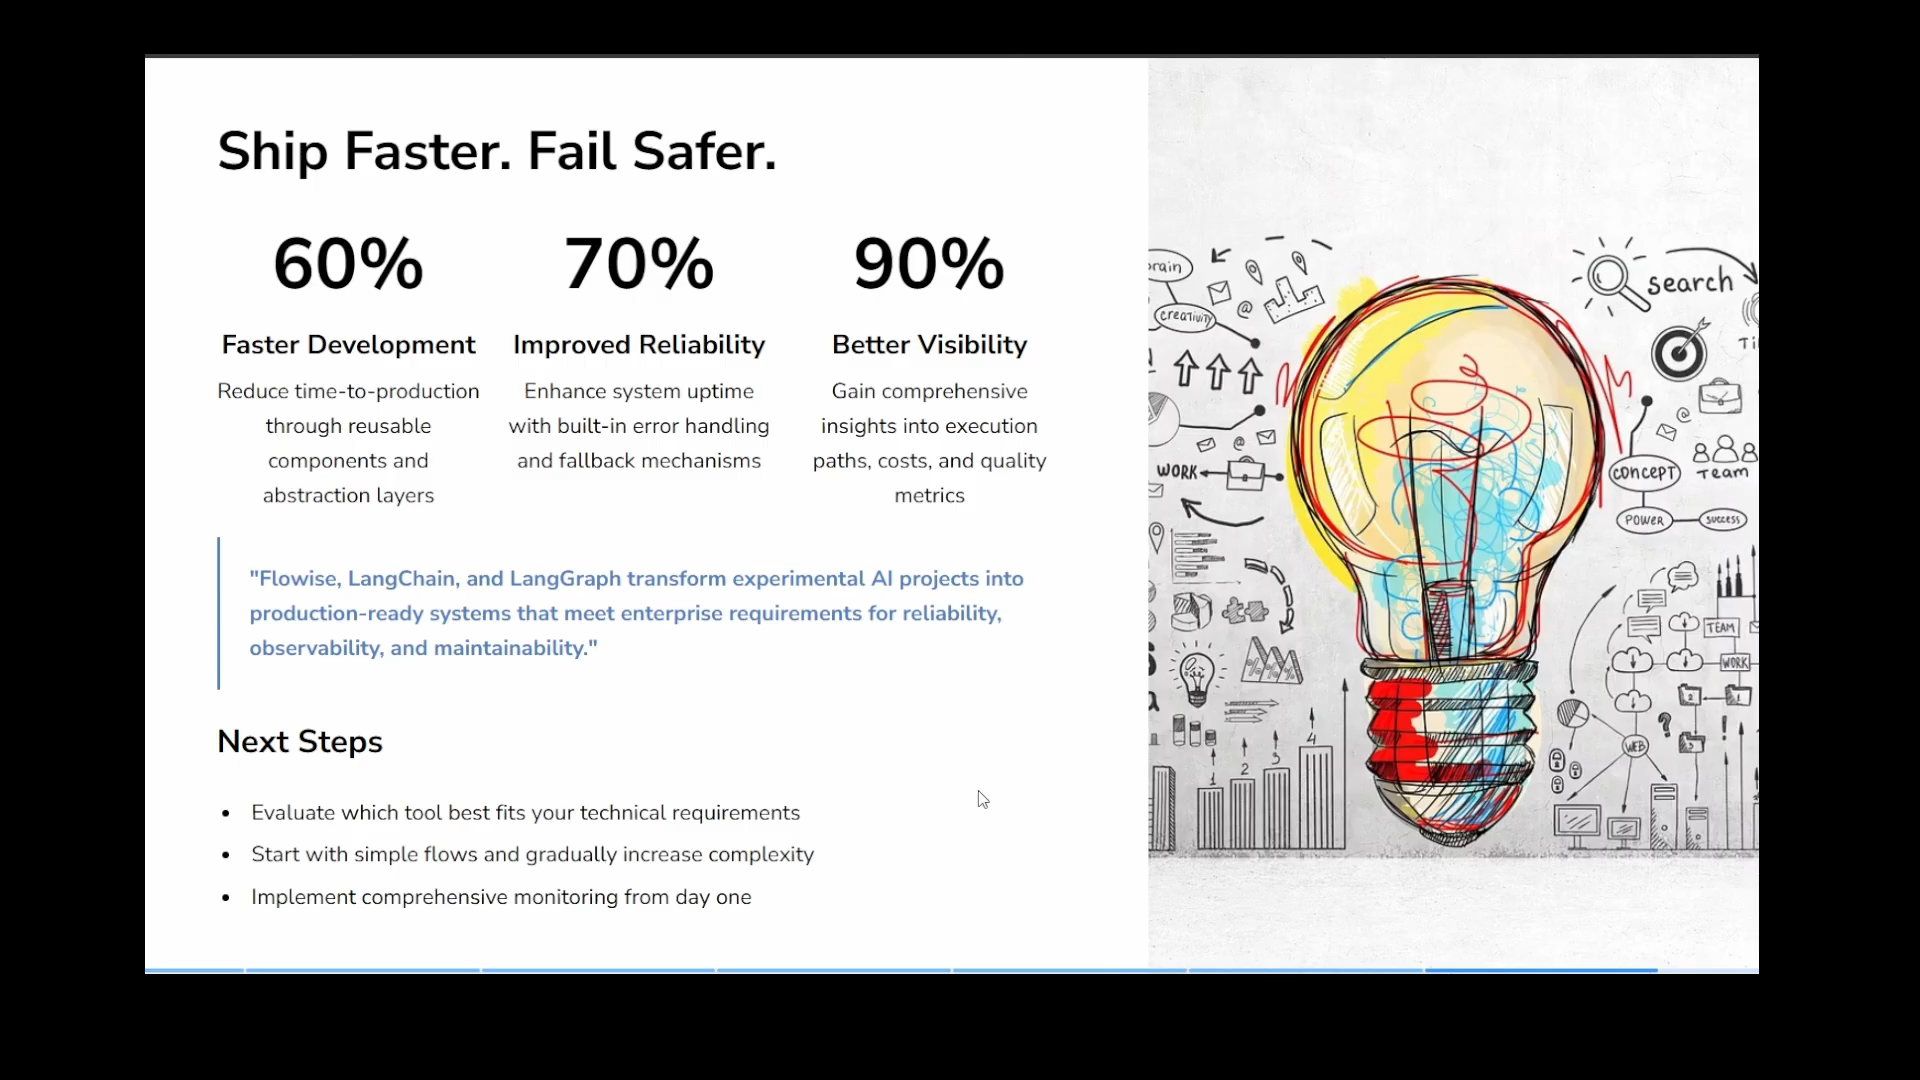 Ship Faster. Fail Safer.
60%
Faster Development
Reduce time-to-production
through reusable
components and
abstraction layers
70%
Improved Reliability
Enhance system uptime
with built-in error handling
and fallback mechanisms
90%
Better Visibility
Gain comprehensive
insights into execution
paths, costs, and quality
metrics
"Flowise, LangChain, and LangGraph transform experimental AI projects into
production-ready systems that meet enterprise requirements for reliability,
observability, and maintainability."
Next Steps
• Evaluate which tool best fits your technical requirements
• Start with simple flows and gradually increase complexity
• Implement comprehensive monitoring from day one
creativity
WORK
1
2
3
4
search
CONCEPT
Team
POWER
SUCCESS
TEAM
WORK
WEB